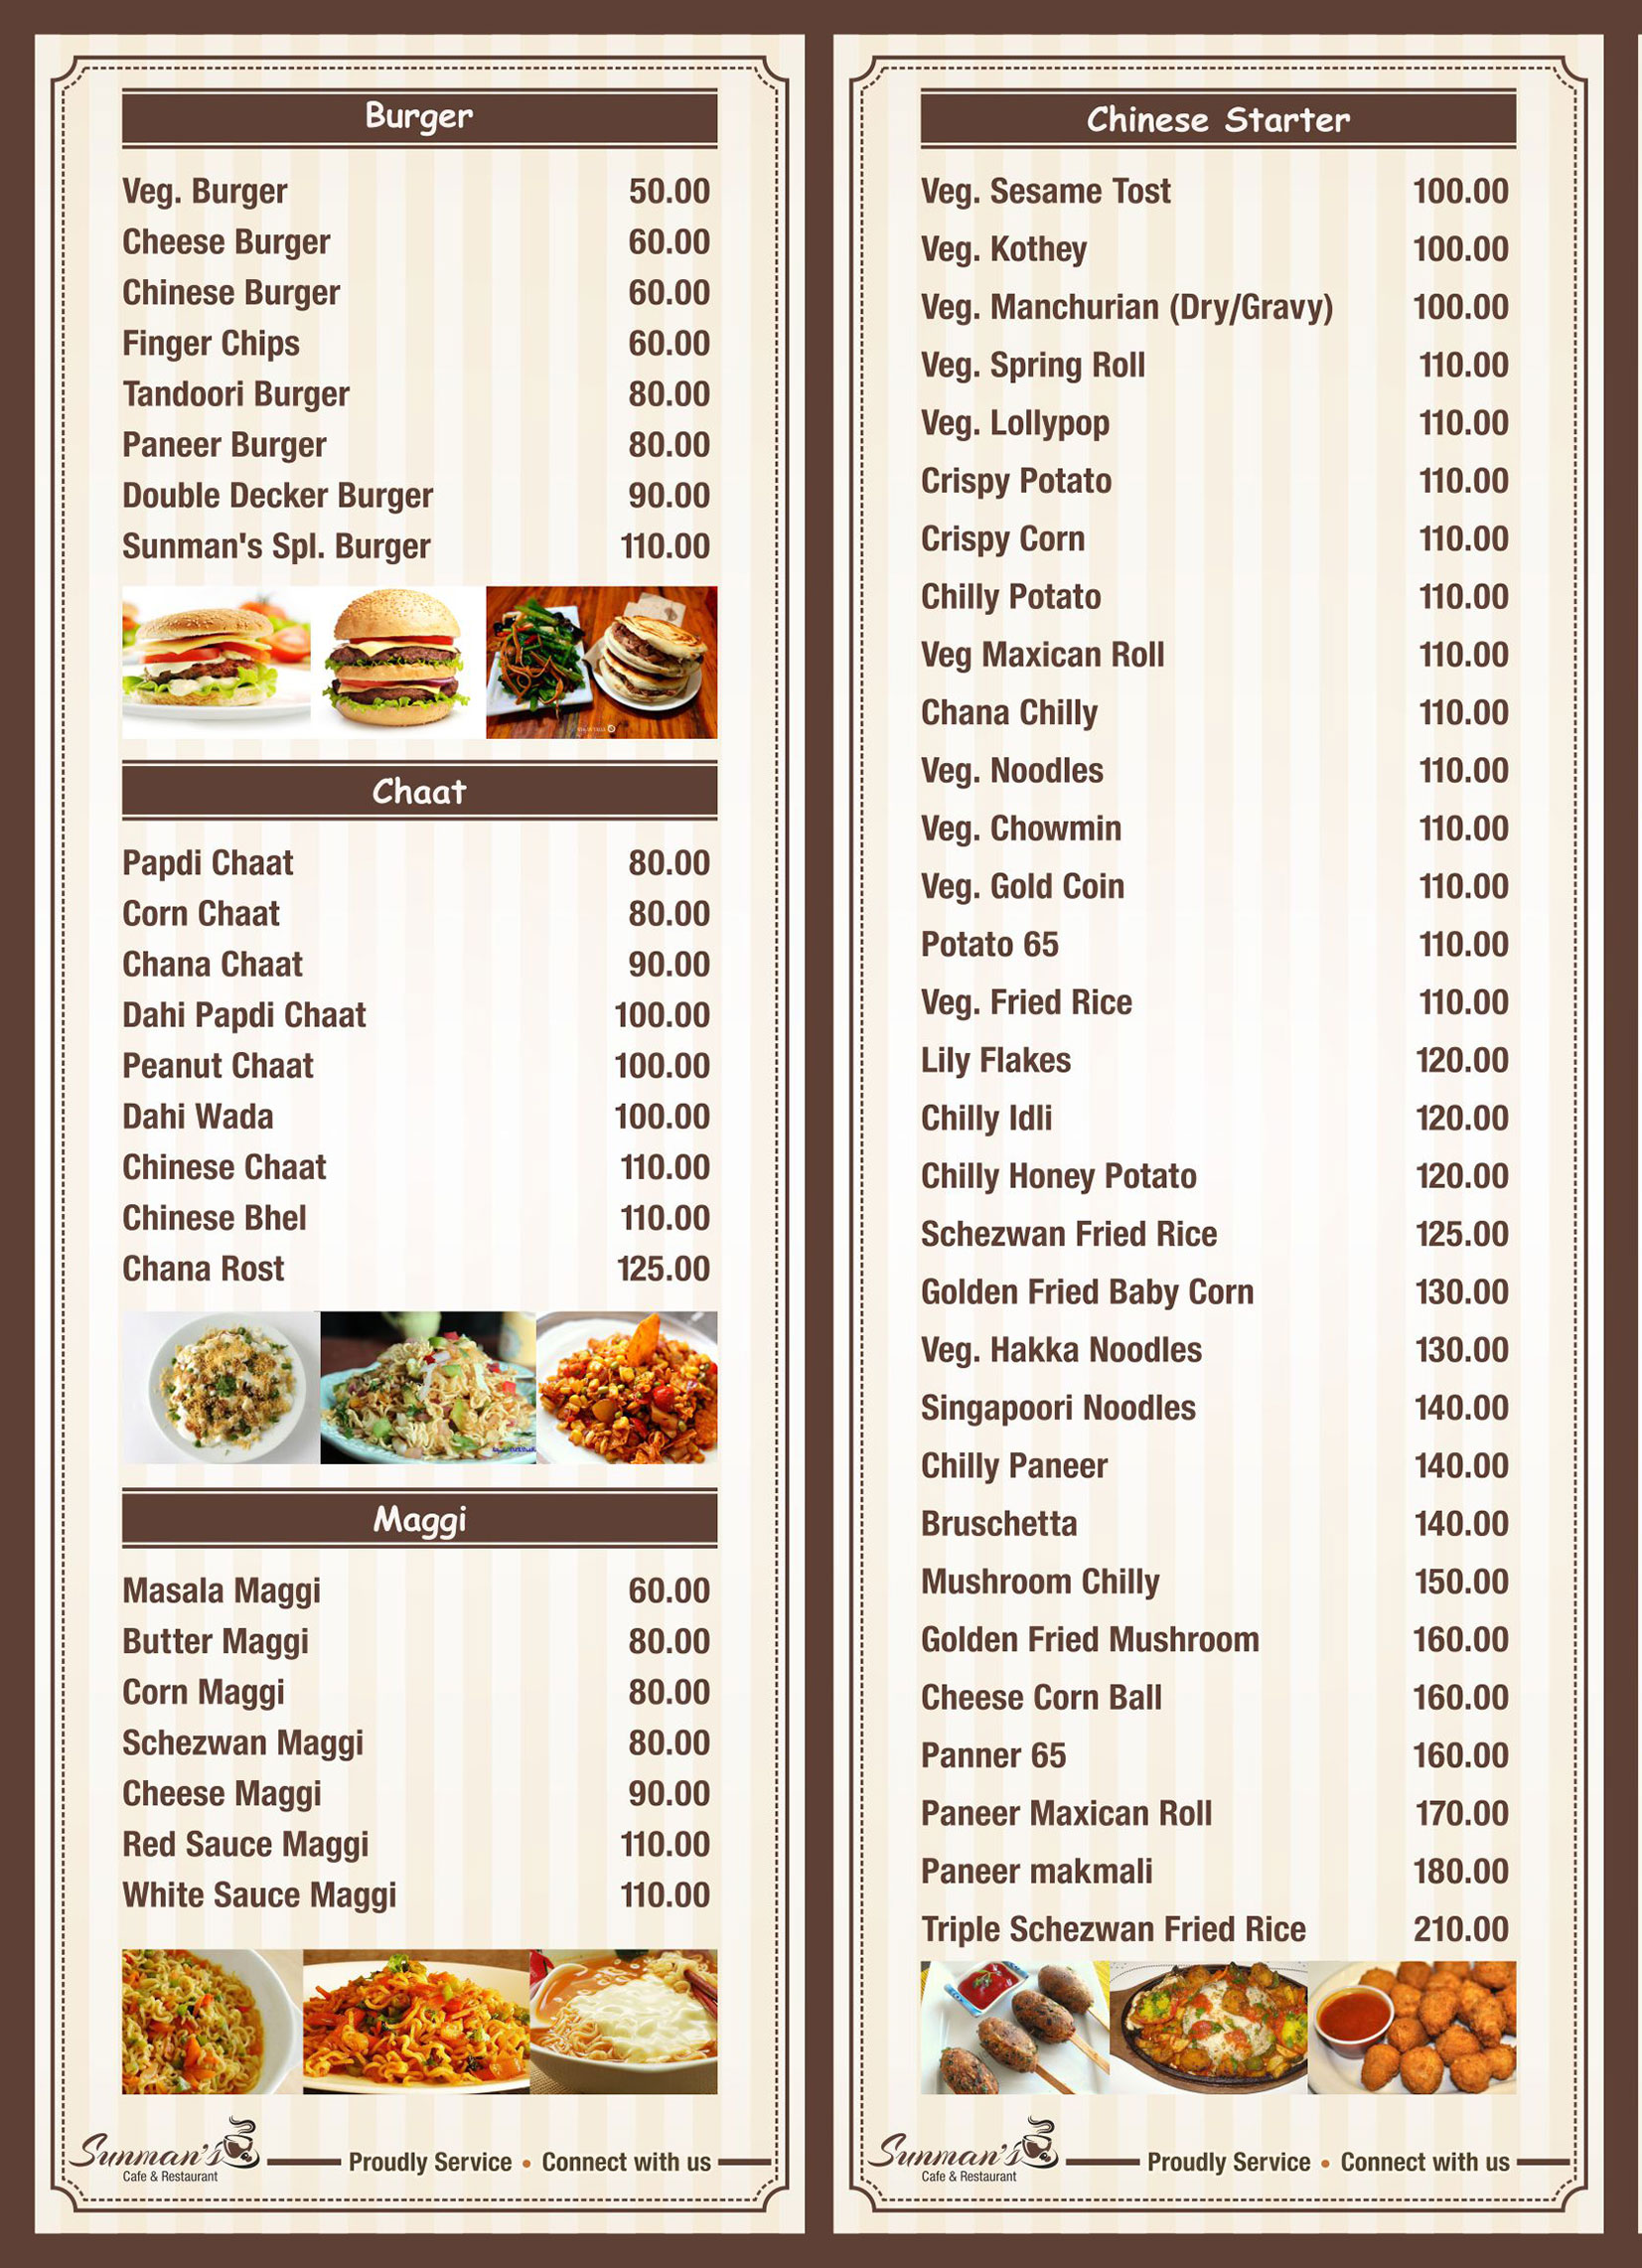 Burger
Veg. Burger 50.00
Cheese Burger 60.00
Chinese Burger 60.00
Finger Chips 60.00
Tandoori Burger 80.00
Paneer Burger 80.00
Double Decker Burger 90.00
Sunman's Spl. Burger 110.00
Chaat
Papdi Chaat 80.00
Corn Chaat 80.00
Chana Chaat 90.00
Dahi Papdi Chaat 100.00
Peanut Chaat 100.00
Dahi Wada 100.00
Chinese Chaat 110.00
Chinese Bhel 110.00
Chana Rost 125.00
Maggi
Masala Maggi 60.00
Butter Maggi 80.00
Corn Maggi 80.00
Schezwan Maggi 80.00
Cheese Maggi 90.00
Red Sauce Maggi 110.00
White Sauce Maggi 110.00
Sunman's
Cafe & Restaurant
Proudly Service • Connect with us
Chinese Starter
Veg. Sesame Tost 100.00
Veg. Kothey 100.00
Veg. Manchurian (Dry/Gravy) 100.00
Veg. Spring Roll 110.00
Veg. Lollypop 110.00
Crispy Potato 110.00
Crispy Corn 110.00
Chilly Potato 110.00
Veg Maxican Roll 110.00
Chana Chilly 110.00
Veg. Noodles 110.00
Veg. Chowmin 110.00
Veg. Gold Coin 110.00
Potato 65 110.00
Veg. Fried Rice 110.00
Lily Flakes 120.00
Chilly Idli 120.00
Chilly Honey Potato 120.00
Schezwan Fried Rice 125.00
Golden Fried Baby Corn 130.00
Veg. Hakka Noodles 130.00
Singapoori Noodles 140.00
Chilly Paneer 140.00
Bruschetta 140.00
Mushroom Chilly 150.00
Golden Fried Mushroom 160.00
Cheese Corn Ball 160.00
Panner 65 160.00
Paneer Maxican Roll 170.00
Paneer makmali 180.00
Triple Schezwan Fried Rice 210.00
Sunman's
Cafe & Restaurant
Proudly Service • Connect with us